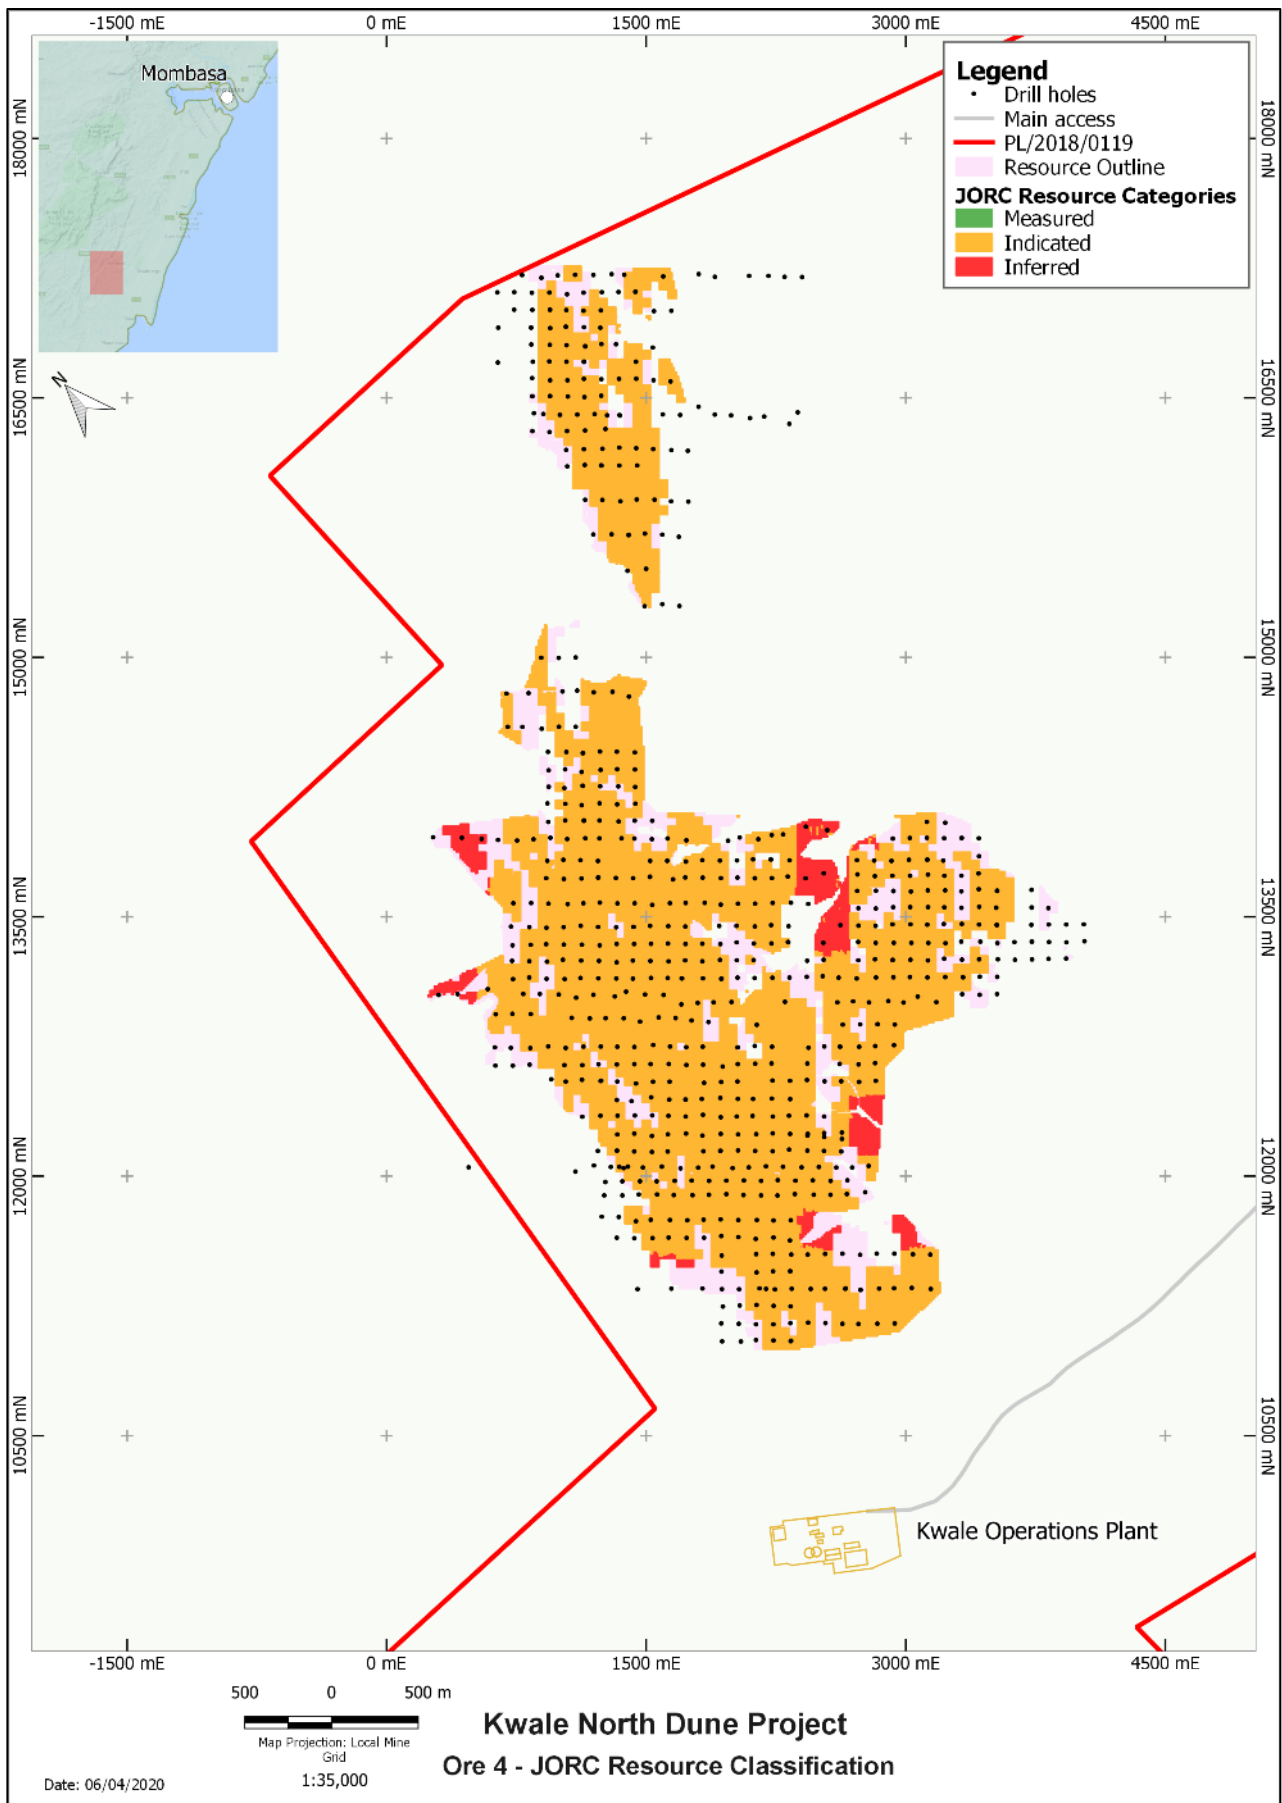 -1500 mE
0 mE
1500 mE
3000 mE
4500 mE
Mombasa
Legend
Drill holes
Main access
PL/2018/0119
Resource Outline
JORC Resource Categories
Measured
Indicated
Inferred
18000 mN
18000 mN
N
16500 mN
16500 mN
15000 mN
15000 mN
13500 mN
13500 mN
12000 mN
12000 mN
10500 mN
10500 mN
Kwale Operations Plant
-1500 mE
0 mE
1500 mE
3000 mE
4500 mE
500 0 500 m
Map Projection: Local Mine
Grid
1:35,000
Kwale North Dune Project
Ore 4 - JORC Resource Classification
Date: 06/04/2020